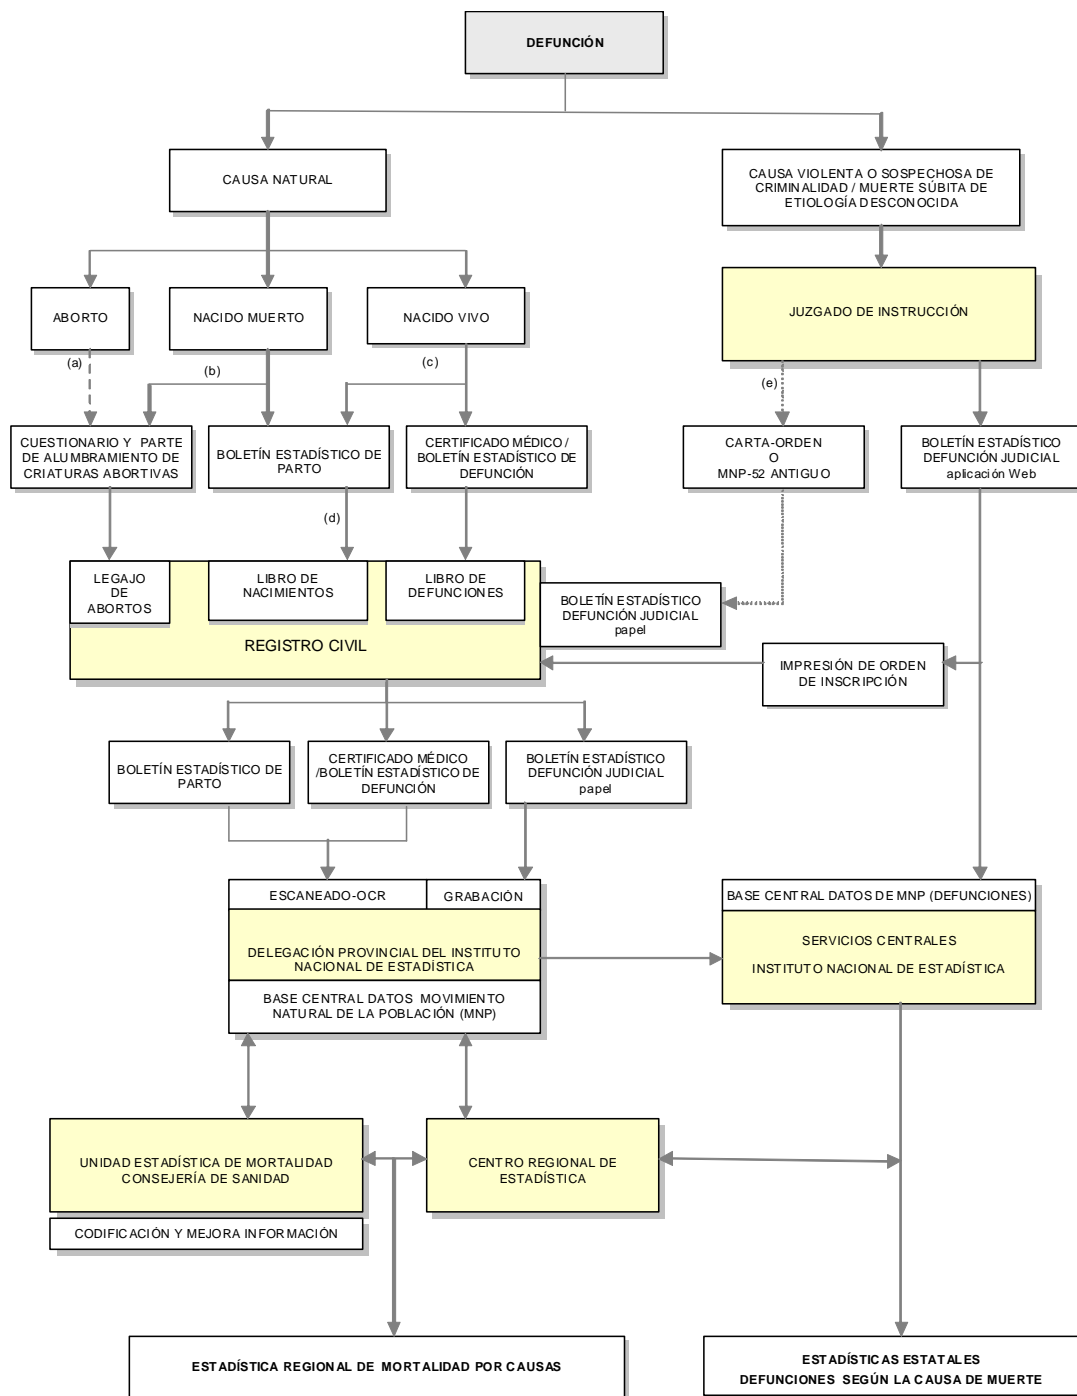 DEFUNCIÓN
CAUSA NATURAL
CAUSA VIOLENTA O SOSPECHOSA DE
CRIMINALIDAD / MUERTE SÚBITA DE
ETIOLOGÍA DESCONOCIDA
ABORTO
NACIDO MUERTO
NACIDO VIVO
JUZGADO DE INSTRUCCIÓN
(a)
(b)
(c)
(e)
CUESTIONARIO Y PARTE
DE ALUMBRAMIENTO DE
CRIATURAS ABORTIVAS
BOLETÍN ESTADÍSTICO DE
PARTO
CERTIFICADO MÉDICO /
BOLETÍN ESTADÍSTICO DE
DEFUNCIÓN
CARTA-ORDEN
O
MNP-52 ANTIGUO
BOLETÍN ESTADÍSTICO
DEFUNCIÓN JUDICIAL
aplicación Web
(d)
LEGAJO
DE
ABORTOS
LIBRO DE
NACIMIENTOS
LIBRO DE
DEFUNCIONES
REGISTRO CIVIL
BOLETÍN ESTADÍSTICO
DEFUNCIÓN JUDICIAL
papel
IMPRESIÓN DE ORDEN
DE INSCRIPCIÓN
BOLETÍN ESTADÍSTICO DE
PARTO
CERTIFICADO MÉDICO
/BOLETÍN ESTADÍSTICO DE
DEFUNCIÓN
BOLETÍN ESTADÍSTICO
DEFUNCIÓN JUDICIAL
papel
ESCANEADO-OCR
GRABACIÓN
DELEGACIÓN PROVINCIAL DEL INSTITUTO
NACIONAL DE ESTADÍSTICA
BASE CENTRAL DATOS MOVIMIENTO
NATURAL DE LA POBLACIÓN (MNP)
BASE CENTRAL DATOS DE MNP (DEFUNCIONES)
SERVICIOS CENTRALES
INSTITUTO NACIONAL DE ESTADÍSTICA
UNIDAD ESTADÍSTICA DE MORTALIDAD
CONSEJERÍA DE SANIDAD
CODIFICACIÓN Y MEJORA INFORMACIÓN
CENTRO REGIONAL DE
ESTADÍSTICA
ESTADÍSTICA REGIONAL DE MORTALIDAD POR CAUSAS
ESTADÍSTICAS ESTATALES
DEFUNCIONES SEGÚN LA CAUSA DE MUERTE